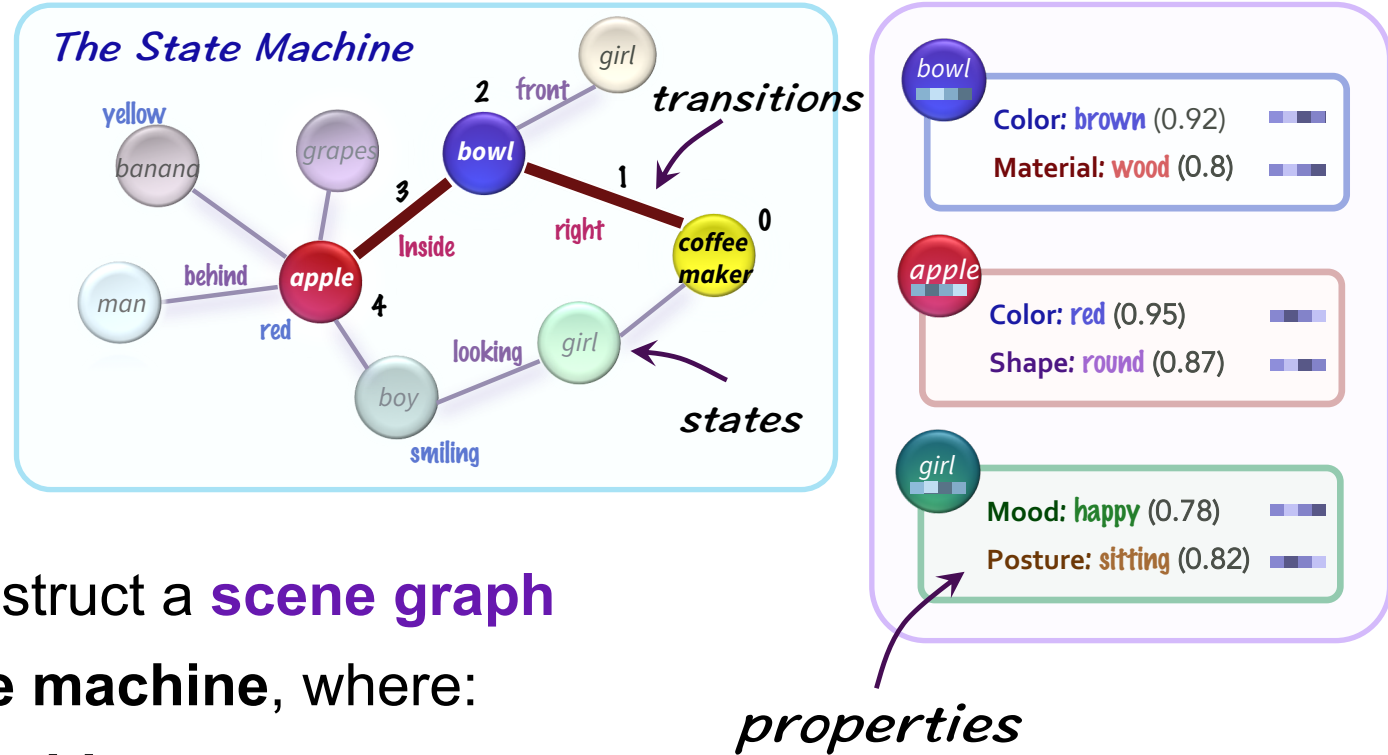 The State Machine
girl
front
2
transitions
yellow
banana
grapes
bowl
1
3
0
right
Inside
coffee
maker
behind
apple
man
4
red
looking
girl
boy
states
smiling
bowl
Color: brown (0.92)
Material: wood (0.8)
apple
Color: red (0.95)
Shape: round (0.87)
girl
Mood: happy (0.78)
Posture: sitting (0.82)
properties
struct a scene graph
e machine, where: